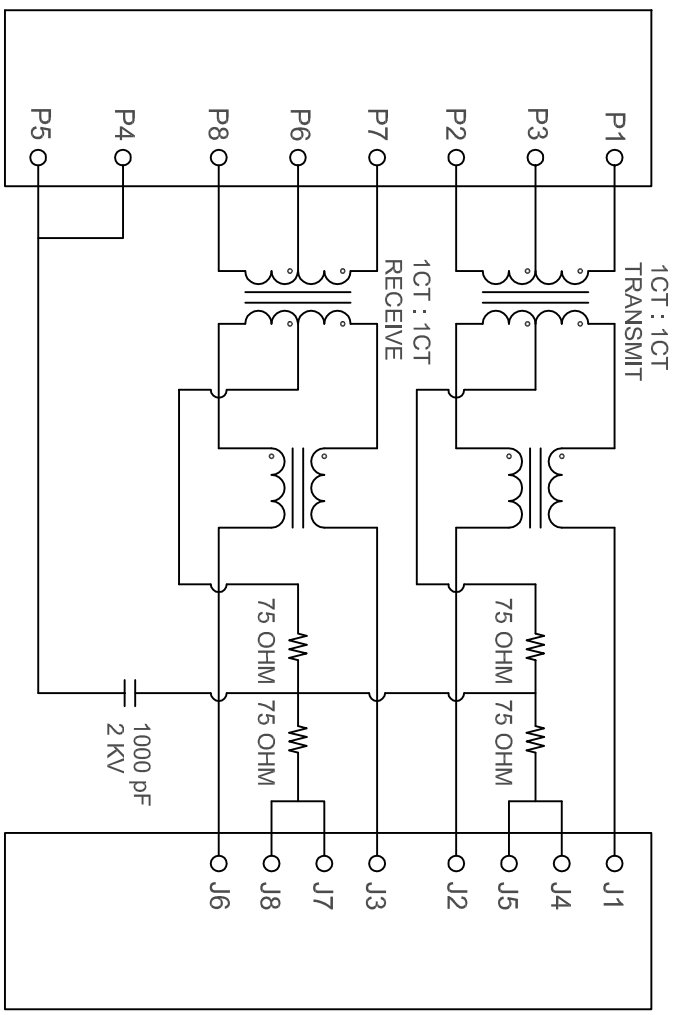 P1
P3
P2
P7
P6
P8
P4
P5
1CT : 1CT
TRANSMIT
1CT : 1CT
RECEIVE
75 OHM
75 OHM
75 OHM
75 OHM
1000 pF
2 KV
J1
J4
J5
J2
J3
J7
J8
J6